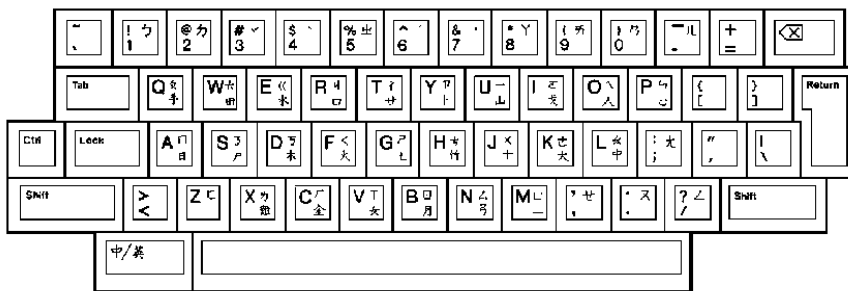 ~ ! ㄅ @ ㄉ # ˇ $ ˋ % ㄓ ^ ˊ & ˙ * ㄚ ( ㄞ ) ㄢ — ㄦ +
` 1 2 3 4 5 6 7 8 9 0 - =
Tab Q ㄆ W ㄊ E ㄍ R ㄐ T ㄔ Y ㄗ U ㄧ I ㄛ O ㄟ P ㄣ { } Return
手 田 水 口 廿 卜 山 戈 人 心 [ ]
Ctrl Lock A ㄇ S ㄋ D ㄎ F ㄑ G ㄕ H ㄘ J ㄨ K ㄜ L ㄠ : ㄤ " |
日 尸 木 火 土 竹 十 大 中 ; , \
Shift > Z ㄈ X ㄌ C ㄏ V ㄒ B ㄖ N ㄙ M ㄩ ㄝ ㄡ ? ㄥ Shift
< 難 金 女 月 弓 一 , . /
中/英